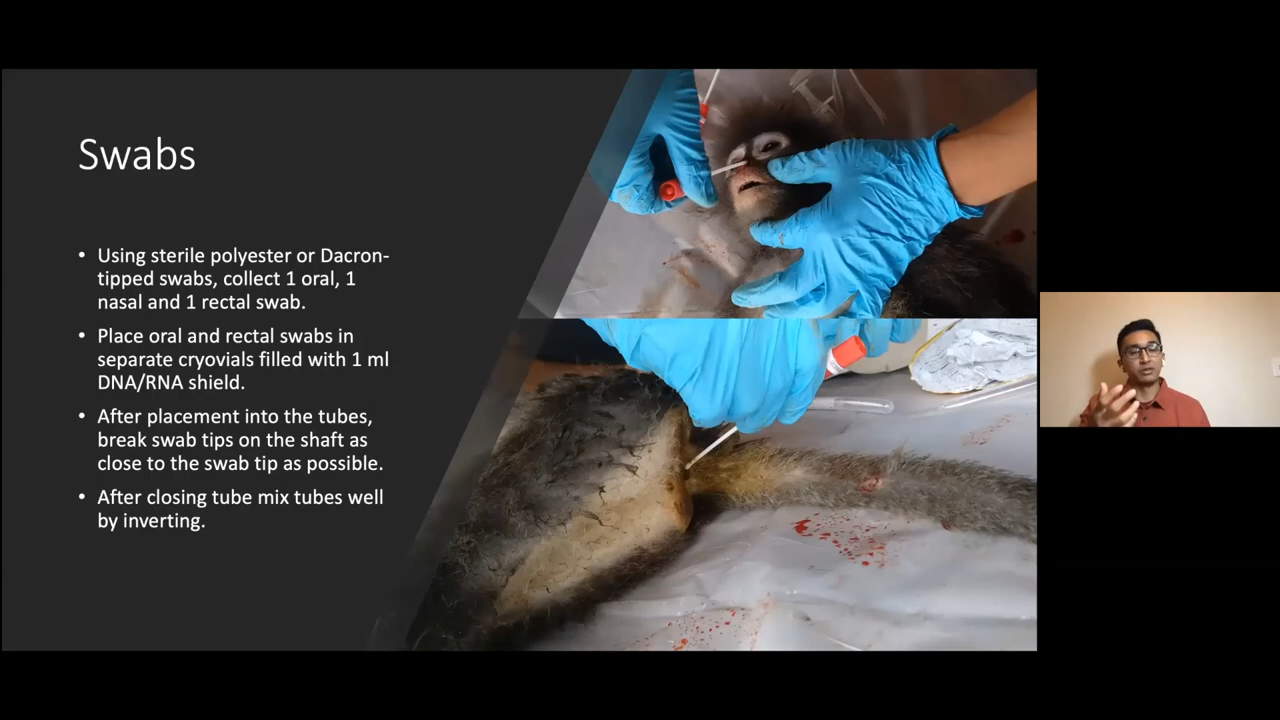 Swabs
• Using sterile polyester or Dacron-
tipped swabs, collect 1 oral, 1
nasal and 1 rectal swab.
• Place oral and rectal swabs in
separate cryovials filled with 1 ml
DNA/RNA shield.
• After placement into the tubes,
break swab tips on the shaft as
close to the swab tip as possible.
• After closing tube mix tubes well
by inverting.